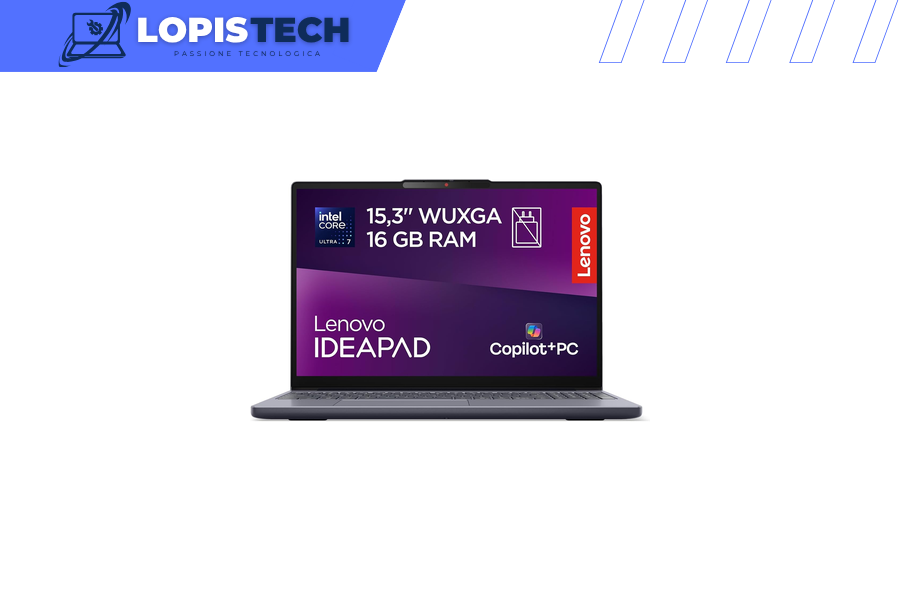 LOPISTECH
PASSIONE TECNOLOGICA
intel
CORE
ULTRA 7
15,3" WUXGA
16 GB RAM
Lenovo
Lenovo
IDEAPAD
Copilot+PC